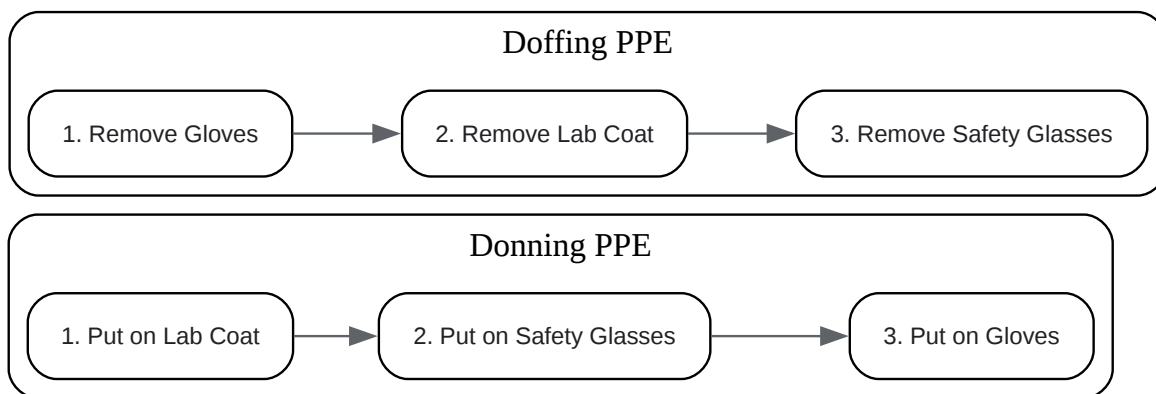 Doffing PPE
1. Remove Gloves
2. Remove Lab Coat
3. Remove Safety Glasses
Donning PPE
1. Put on Lab Coat
2. Put on Safety Glasses
3. Put on Gloves